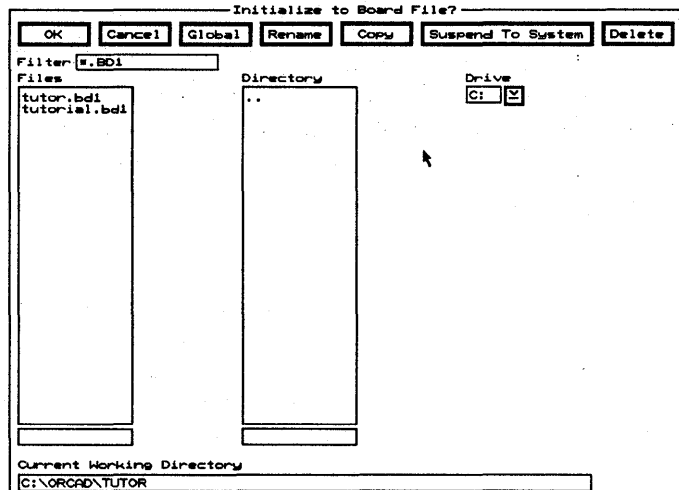 Initialize to Board File?
OK Cancel Global Rename Copy Suspend To System Delete
Filter *.BD1
Files Directory Drive
tutor.bd1 .. C:
tutorial.bd1
Current Working Directory
C:\ORCAD\TUTOR